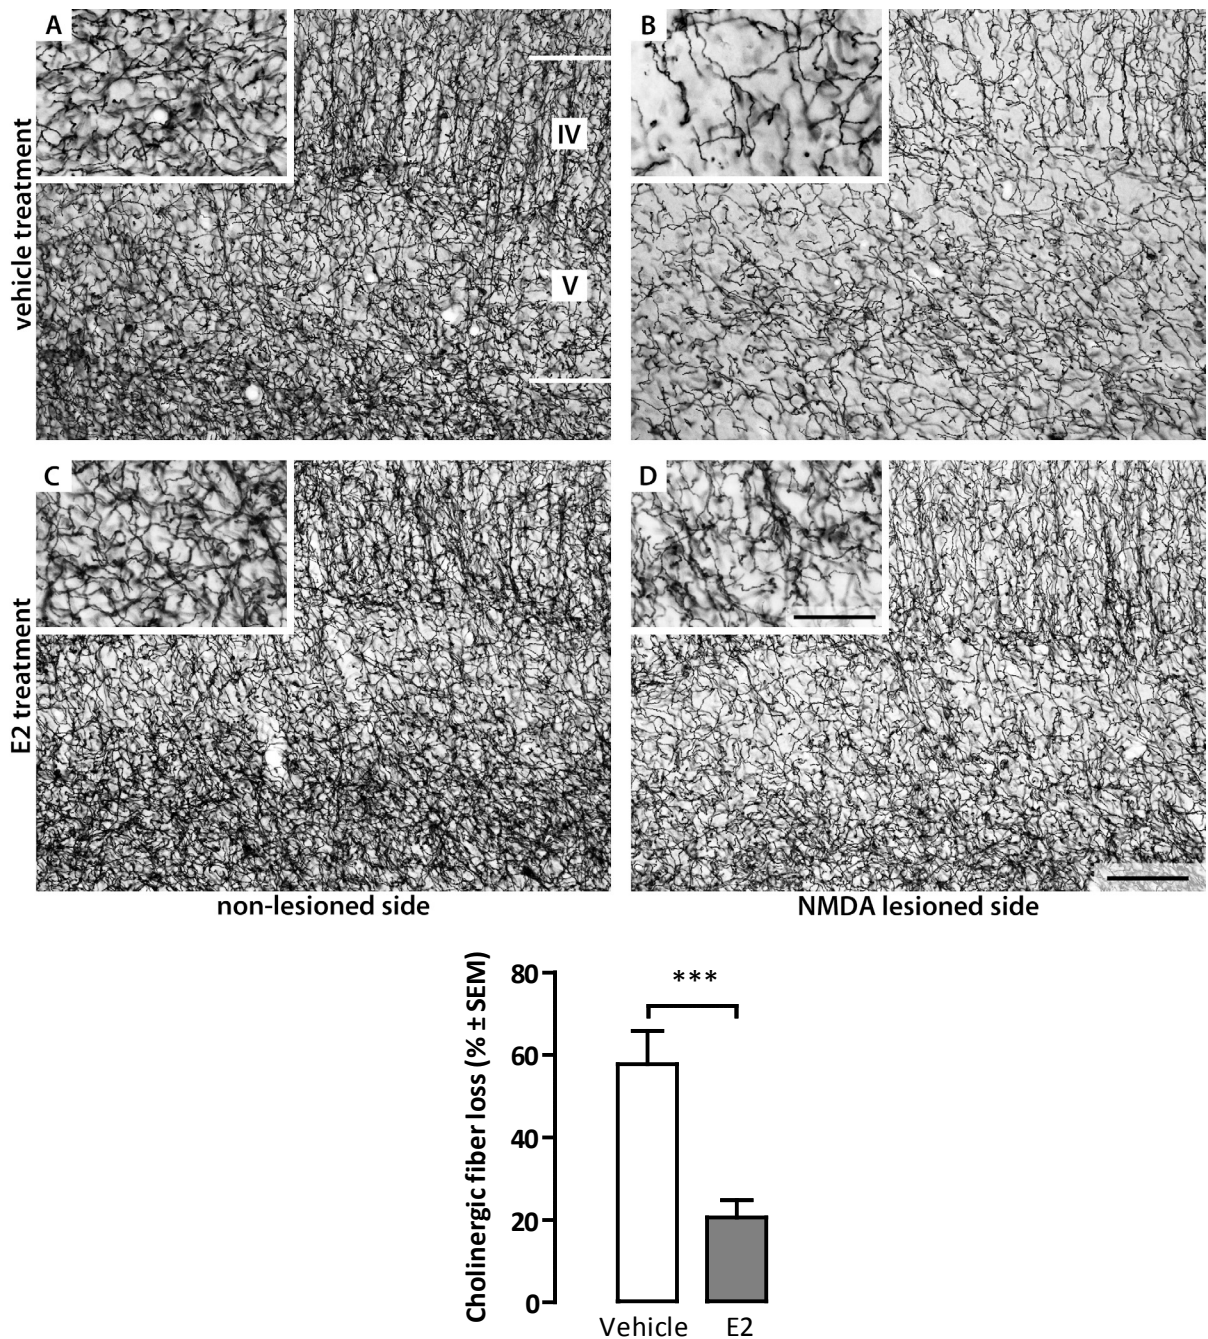 A
B
IV
V
vehicle treatment
C
D
E2 treatment
non-lesioned side
NMDA lesioned side
80
60
40
20
0
Cholinergic fiber loss (% ± SEM)
***
Vehicle
E2